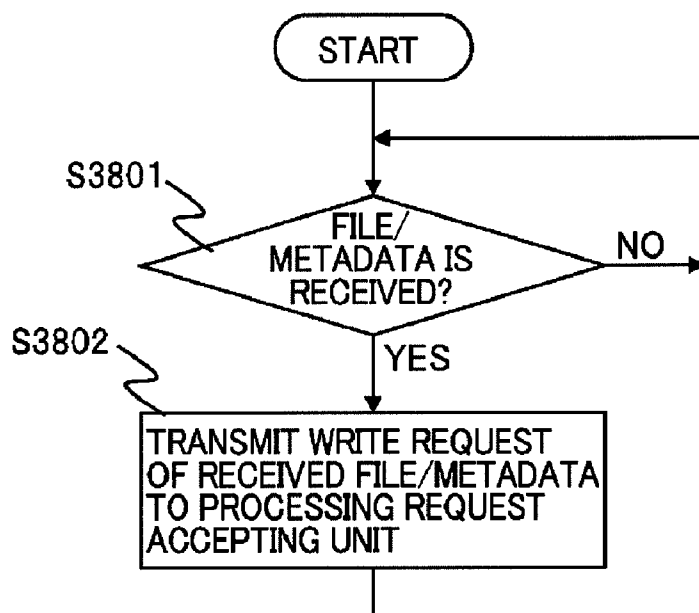 START
S3801
FILE/
METADATA IS
RECEIVED?
NO
S3802
YES
TRANSMIT WRITE REQUEST
OF RECEIVED FILE/METADATA
TO PROCESSING REQUEST
ACCEPTING UNIT